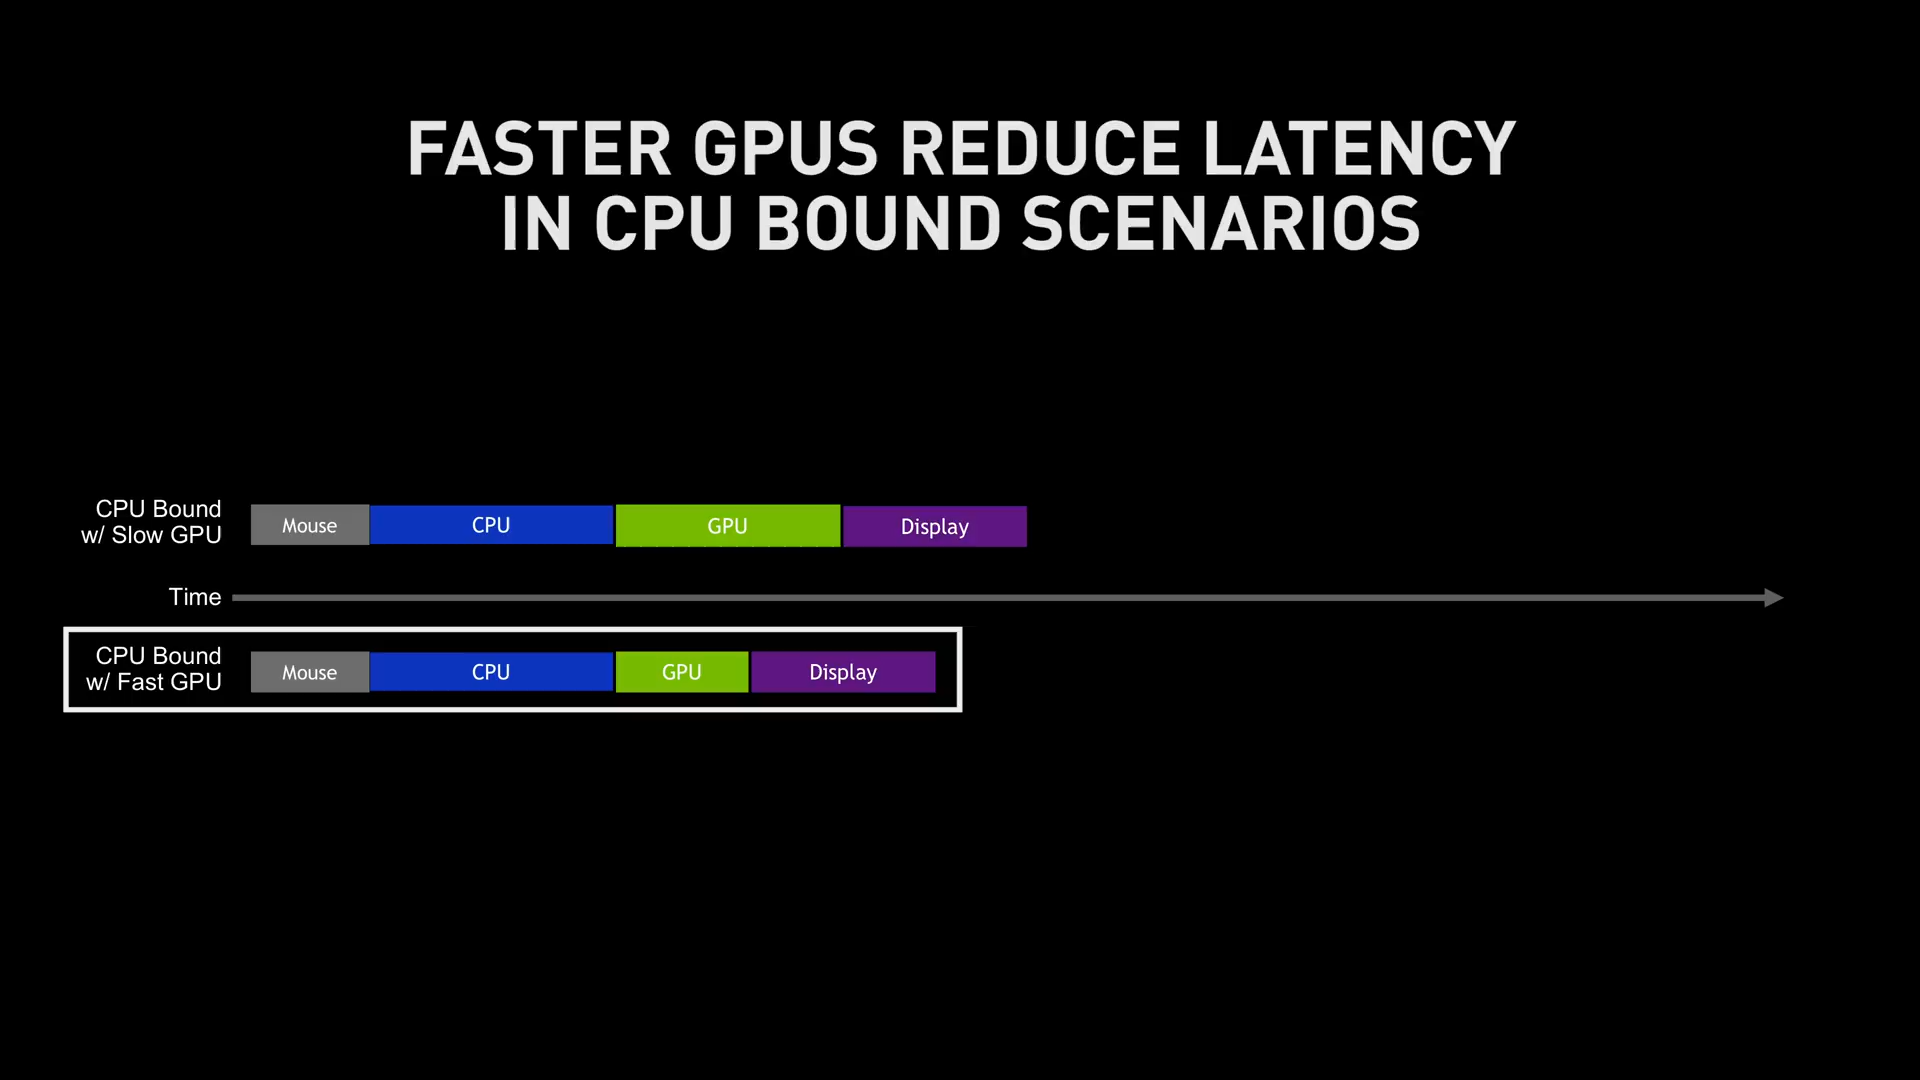 FASTER GPUS REDUCE LATENCY
IN CPU BOUND SCENARIOS
CPU Bound
w/ Slow GPU
Mouse
CPU
GPU
Display
Time
CPU Bound
w/ Fast GPU
Mouse
CPU
GPU
Display